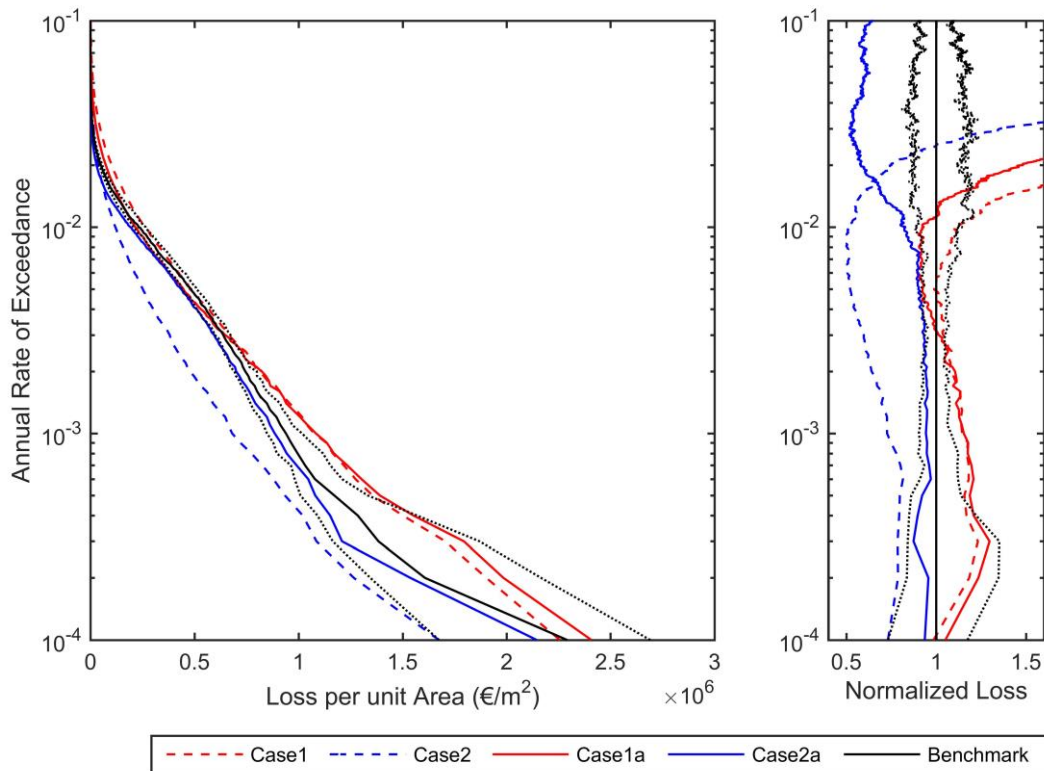 10⁻¹
10⁻²
10⁻³
10⁻⁴
Annual Rate of Exceedance
0 0.5 1 1.5 2 2.5 3
Loss per unit Area (€/m²)
×10⁶
10⁻¹
10⁻²
10⁻³
10⁻⁴
0.5 1 1.5
Normalized Loss
Case1 Case2 Case1a Case2a Benchmark